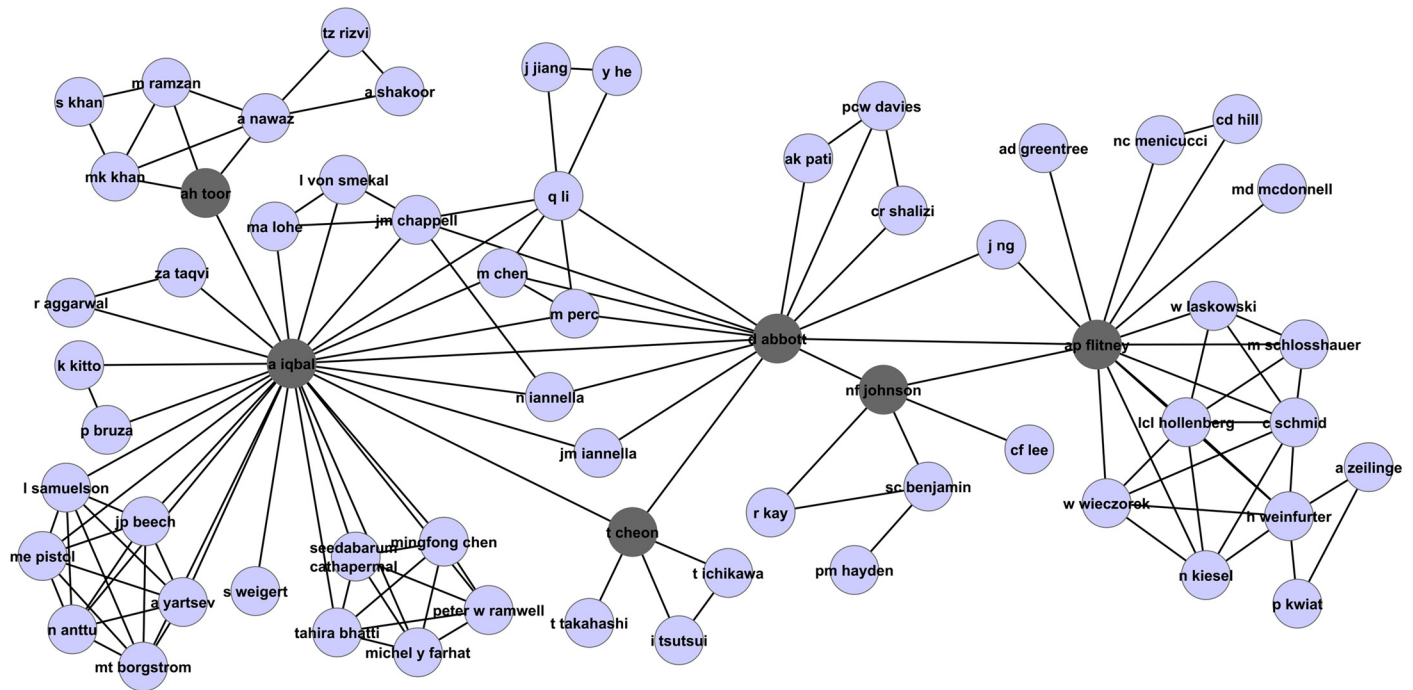 tz rizvi
m ramzan
j jiang
y he
a shakoor
s khan
a nawaz
pcw davies
cd hill
nc menicucci
ad greentree
ak pati
mk khan
l von smekal
ah toor
q li
md mcdonnell
cr shalizi
jm chappell
ma lohe
j ng
za taqvi
m chen
r aggarwal
w laskowski
m perc
d abbott
ap flitney
m schlosshauer
a iqbal
k kitto
nf johnson
n iannella
lcl hollenberg
c schmid
p bruza
jm iannella
cf lee
a zeilinge
l samuelson
sc benjamin
w wieczorek
r kay
h weinfurter
jp beech
t cheon
mingfong chen
seedabarum
cathapermal
me pistol
pm hayden
t ichikawa
n kiesel
s weigert
a yartsev
p kwiat
peter w ramwell
t takahashi
n anttu
tahira bhatti
i tsutsui
michel y farhat
mt borgstrom